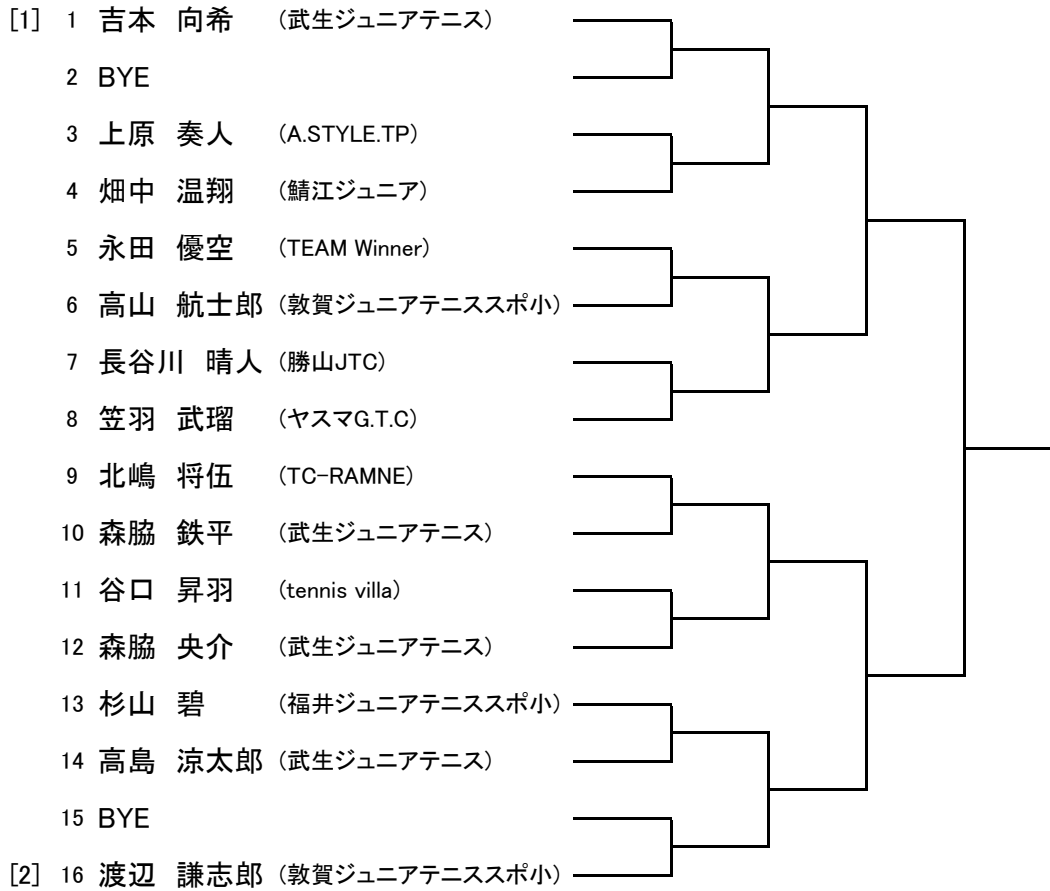 [1] 1 吉本 向希 (武生ジュニアテニス)
2 BYE
3 上原 奏人 (A.STYLE.TP)
4 畑中 温翔 (鯖江ジュニア)
5 永田 優空 (TEAM Winner)
6 高山 航士郎 (敦賀ジュニアテニススポ小)
7 長谷川 晴人 (勝山JTC)
8 笠羽 武瑠 (ヤスマG.T.C)
9 北嶋 将伍 (TC-RAMNE)
10 森脇 鉄平 (武生ジュニアテニス)
11 谷口 昇羽 (tennis villa)
12 森脇 央介 (武生ジュニアテニス)
13 杉山 碧 (福井ジュニアテニススポ小)
14 高島 涼太郎 (武生ジュニアテニス)
15 BYE
[2] 16 渡辺 謙志郎 (敦賀ジュニアテニススポ小)